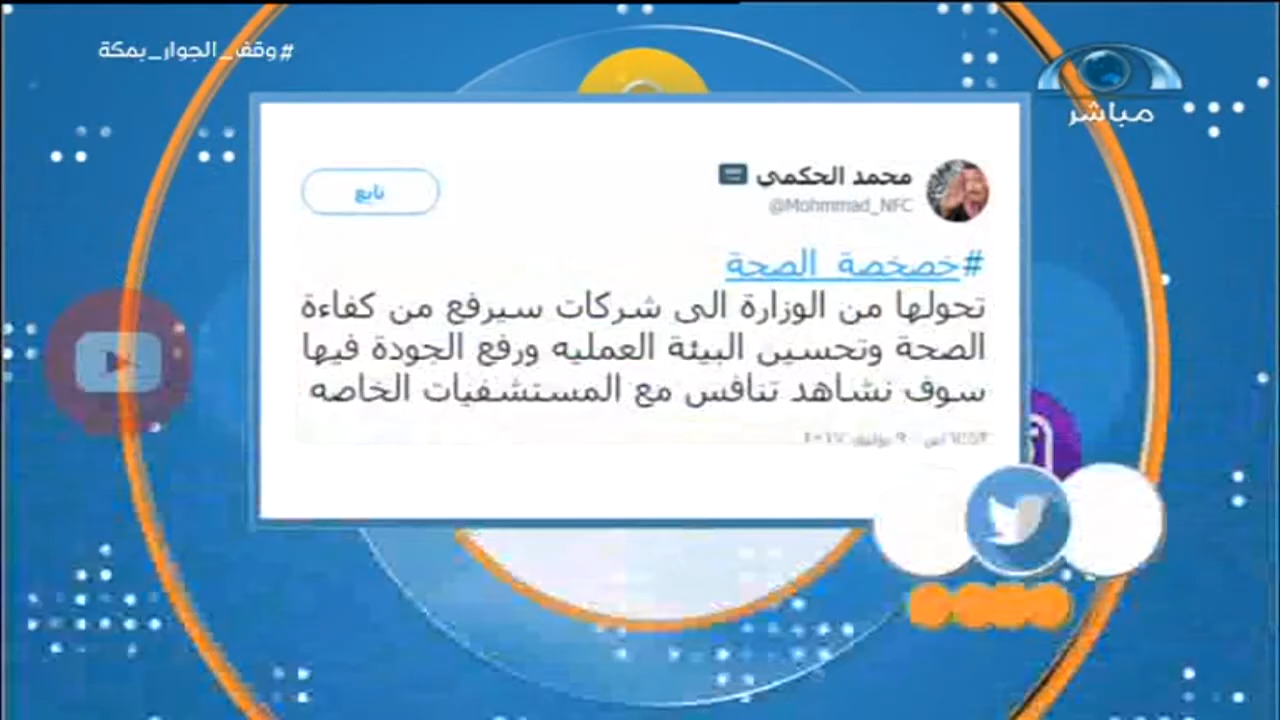 #وقف_الجوار_بمكة
مباشر
محمد الحكمي
@Mohmmad_NFC
تابع
#خصخصة_الصحة
تحولها من الوزارة الى شركات سيرفع من كفاءة
الصحة وتحسين البيئة العمليه ورفع الجودة فيها
سوف نشاهد تنافس مع المستشفيات الخاصه